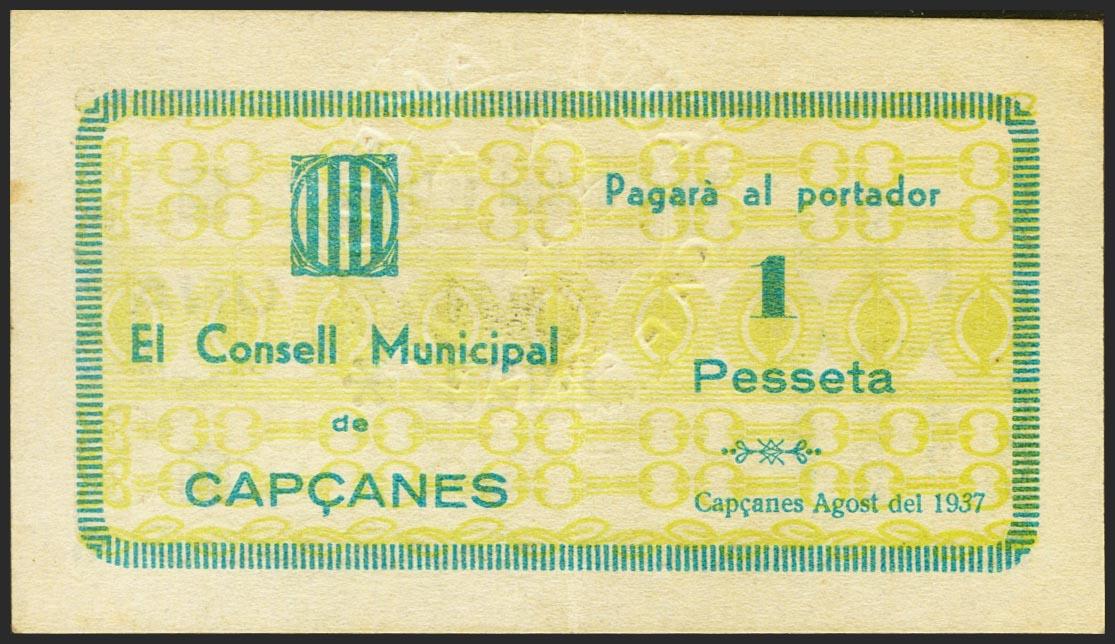 El Consell Municipal
de
CAPÇANES
Pagarà al portador
1
Pesseta
Capçanes Agost del 1937